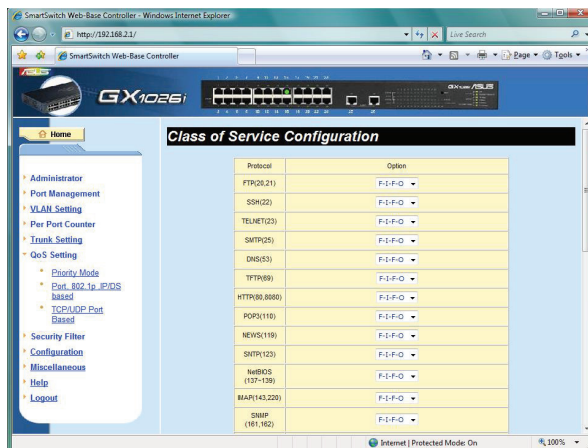 SmartSwitch Web-Base Controller - Windows Internet Explorer
http://192.168.2.1/
Live Search
SmartSwitch Web-Base Controller
Page
Tools
ASUS
GX1026i
Home
Class of Service Configuration
Protocol Option
FTP(20,21) F-I-F-O
SSH(22) F-I-F-O
TELNET(23) F-I-F-O
SMTP(25) F-I-F-O
DNS(53) F-I-F-O
TFTP(69) F-I-F-O
HTTP(80,8080) F-I-F-O
POP3(110) F-I-F-O
NEWS(119) F-I-F-O
SNTP(123) F-I-F-O
NetBIOS
(137~139) F-I-F-O
IMAP(143,220) F-I-F-O
SNMP
(161,162) F-I-F-O
Administrator
Port Management
VLAN Setting
Per Port Counter
Trunk Setting
QoS Setting
Priority Mode
Port, 802.1p ,IP/DS
based
TCP/UDP Port
Based
Security Filter
Configuration
Miscellaneous
Help
Logout
Internet | Protected Mode: On
100%